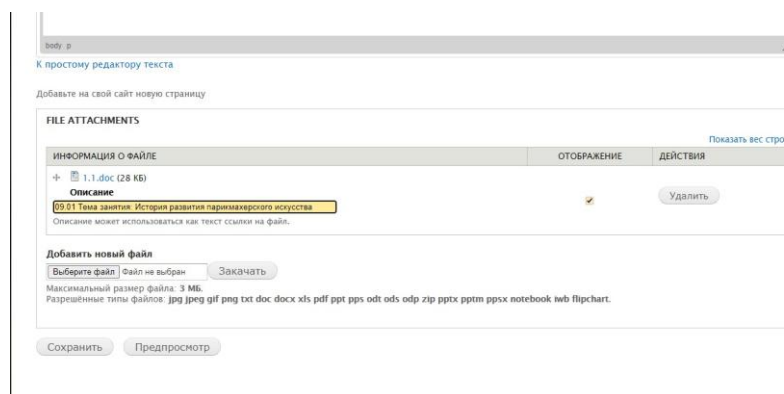 body p
К простому редактору текста
Добавьте на свой сайт новую страницу
FILE ATTACHMENTS
Показать вес стро
ИНФОРМАЦИЯ О ФАЙЛЕ ОТОБРАЖЕНИЕ ДЕЙСТВИЯ
1.1.doc (28 КБ)
Описание
09.01 Тема занятия: История развития парикмахерского искусства
Удалить
Описание может использоваться как текст ссылки на файл.
Добавить новый файл
Выберите файл Файл не выбран Закачать
Максимальный размер файла: 3 МБ.
Разрешённые типы файлов: jpg jpeg gif png txt doc docx xls pdf ppt pps odt ods odp zip pptx pptm ppsx notebook iwb flipchart.
Сохранить Предпросмотр